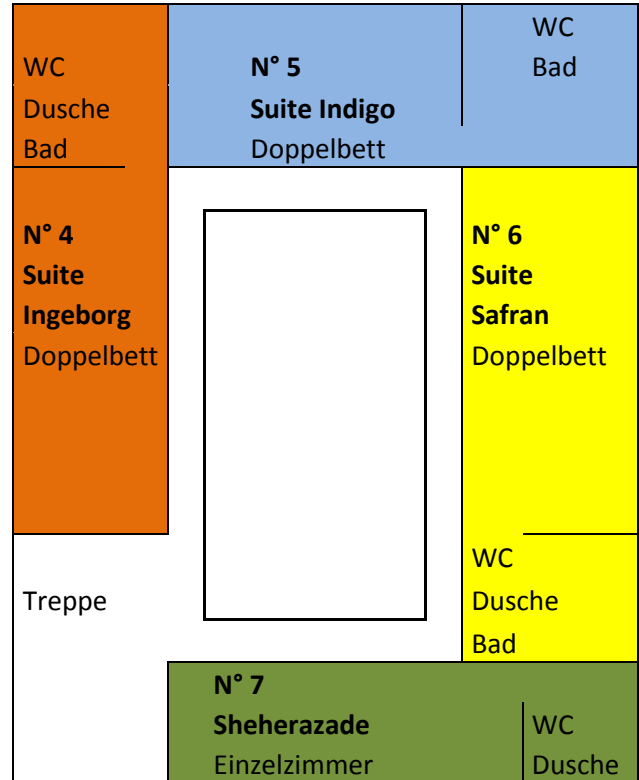 WC
Dusche
Bad
N° 5
Suite Indigo
Doppelbett
WC
Bad
N° 4
Suite
Ingeborg
Doppelbett
N° 6
Suite
Safran
Doppelbett
Treppe
WC
Dusche
Bad
N° 7
Sheherazade
Einzelzimmer
WC
Dusche